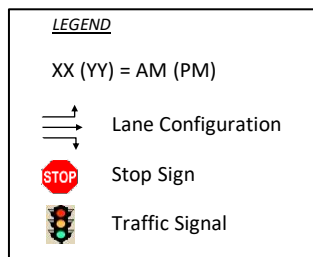 LEGEND
XX (YY) = AM (PM)
Lane Configuration
STOP
Stop Sign
Traffic Signal